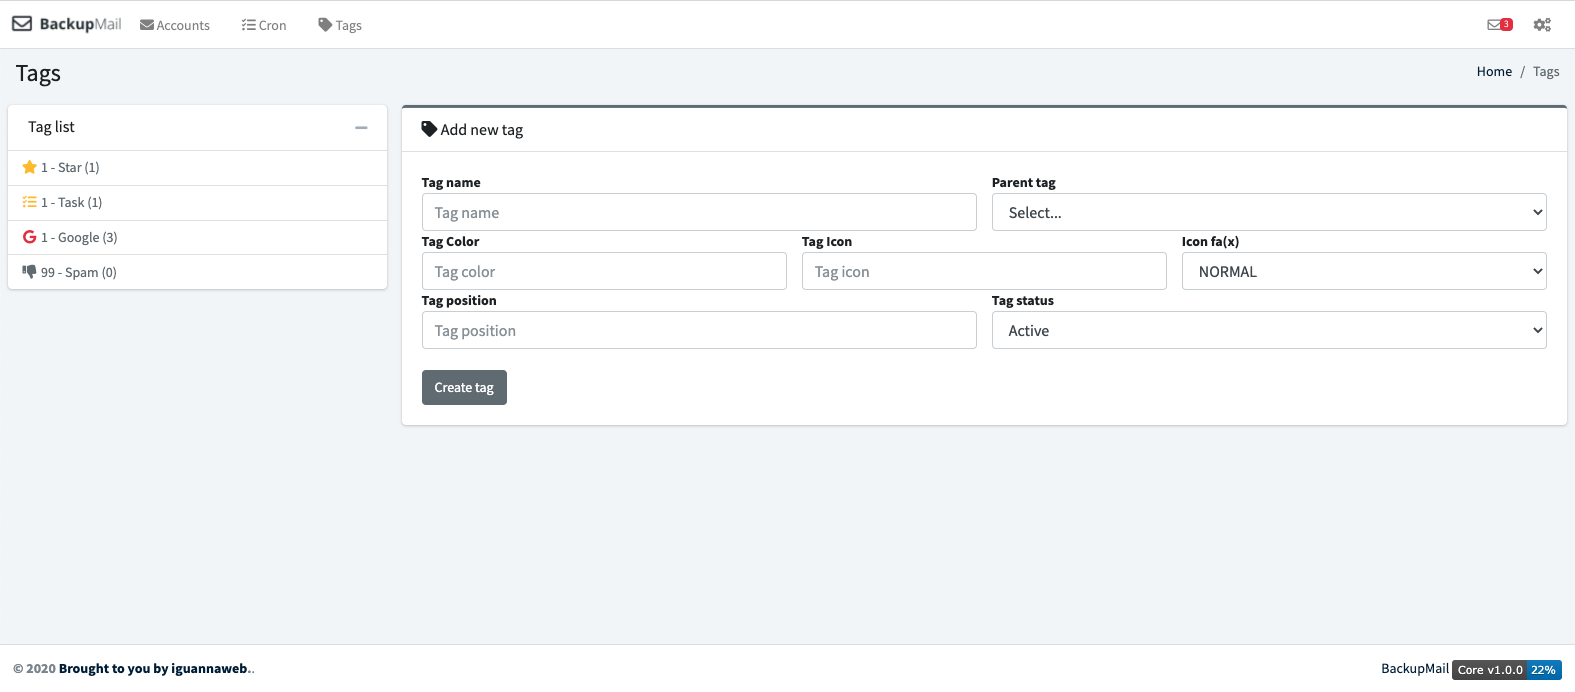 BackupMail Accounts Cron Tags 3
Tags
Home / Tags
Tag list
1 - Star (1)
1 - Task (1)
1 - Google (3)
99 - Spam (0)
Add new tag
Tag name Parent tag
Tag name Select...
Tag Color Tag Icon Icon fa(x)
Tag color Tag icon NORMAL
Tag position Tag status
Tag position Active
Create tag
© 2020 Brought to you by iguannaweb..
BackupMail Core v1.0.0 22%